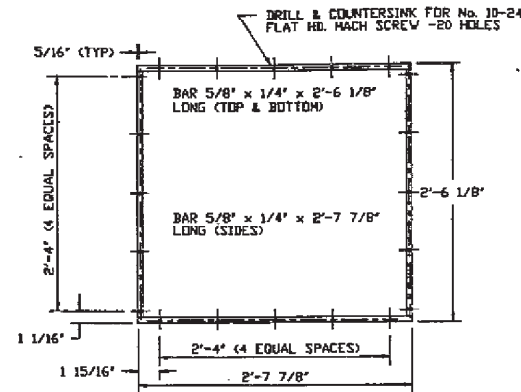 DRILL & COUNTERSINK FOR No. 10-24
FLAT HD. MACH SCREW -20 HOLES
5/16" (TYP)
BAR 5/8" x 1/4" x 2'-6 1/8"
LONG (TOP & BOTTOM)
2'-4" (4 EQUAL SPACES)
2'-6 1/8"
BAR 5/8" x 1/4" x 2'-7 7/8"
LONG (SIDES)
1 1/16"
2'-4" (4 EQUAL SPACES)
1 15/16"
2'-7 7/8"